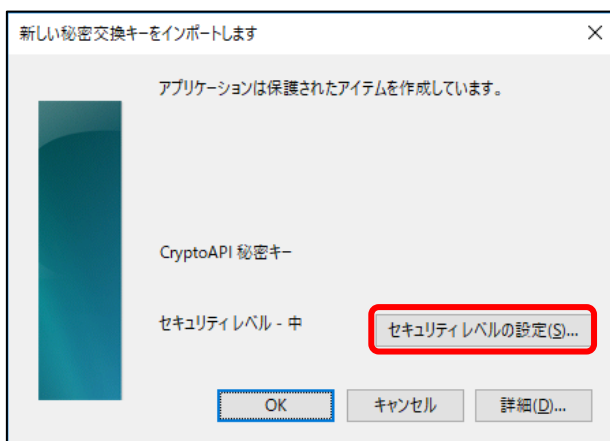 新しい秘密交換キーをインポートします
アプリケーションは保護されたアイテムを作成しています。
CryptoAPI 秘密キー
セキュリティ レベル - 中
セキュリティ レベルの設定(S)...
OK
キャンセル
詳細(D)...